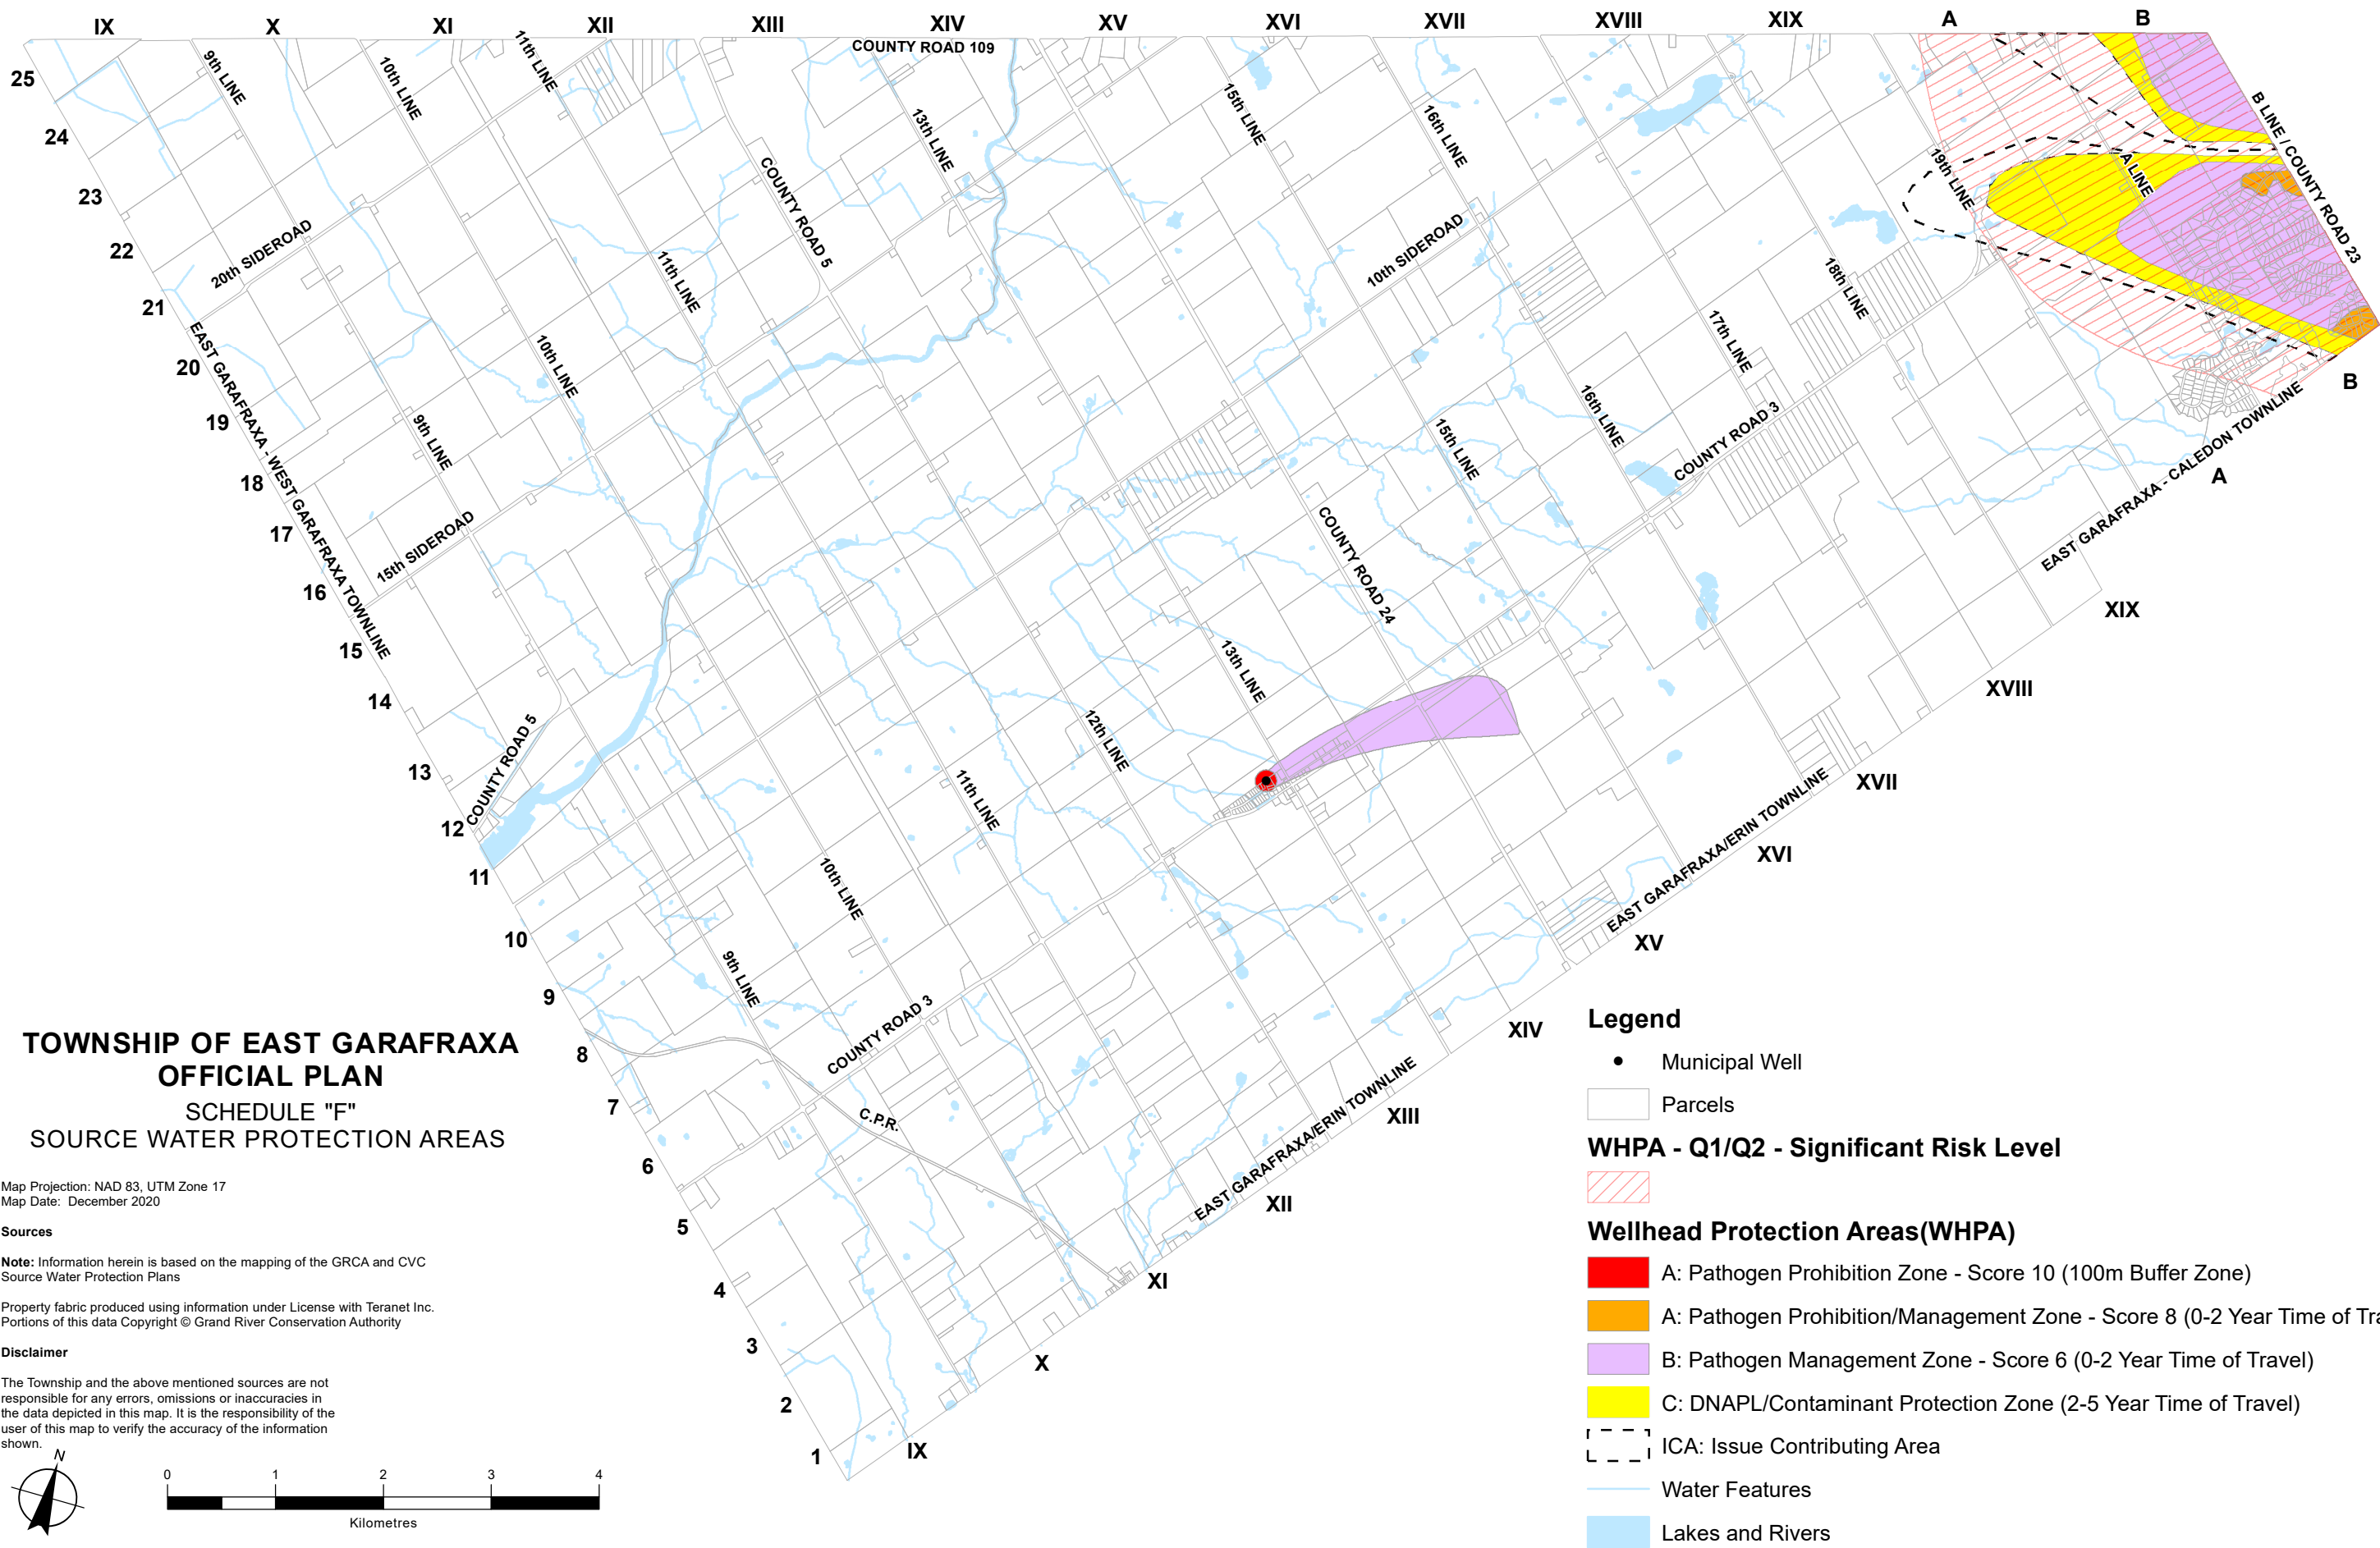 IX X XI XII XIII XIV XV XVI XVII XVIII XIX A B
COUNTY ROAD 109
25
24
23
22
21
20
19
18
17
16
15
14
13
12
11
10
9
8
7
6
5
4
3
2
1
9th LINE
10th LINE
11th LINE
13th LINE
15th LINE
16th LINE
COUNTY ROAD 5
19th LINE
A LINE
B LINE / COUNTY ROAD 23
20th SIDEROAD
10th SIDEROAD
11th LINE
10th LINE
9th LINE
18th LINE
17th LINE
16th LINE
15th LINE
COUNTY ROAD 3
EAST GARAFRAXA - WEST GARAFRAXA TOWNLINE
15th SIDEROAD
COUNTY ROAD 24
EAST GARAFRAXA - CALEDON TOWNLINE
B
A
XIX
XVIII
XVII
XVI
XV
XIV
XIII
XII
XI
X
IX
13th LINE
12th LINE
11th LINE
10th LINE
9th LINE
COUNTY ROAD 5
COUNTY ROAD 3
C.P.R.
EAST GARAFRAXA/ERIN TOWNLINE
EAST GARAFRAXA/ERIN TOWNLINE
TOWNSHIP OF EAST GARAFRAXA
OFFICIAL PLAN
SCHEDULE "F"
SOURCE WATER PROTECTION AREAS
Map Projection: NAD 83, UTM Zone 17
Map Date: December 2020
Sources
Note: Information herein is based on the mapping of the GRCA and CVC
Source Water Protection Plans
Property fabric produced using information under License with Teranet Inc.
Portions of this data Copyright © Grand River Conservation Authority
Disclaimer
The Township and the above mentioned sources are not
responsible for any errors, omissions or inaccuracies in
the data depicted in this map. It is the responsibility of the
user of this map to verify the accuracy of the information
shown.
N
0 1 2 3 4
Kilometres
Legend
Municipal Well
Parcels
WHPA - Q1/Q2 - Significant Risk Level
Wellhead Protection Areas(WHPA)
A: Pathogen Prohibition Zone - Score 10 (100m Buffer Zone)
A: Pathogen Prohibition/Management Zone - Score 8 (0-2 Year Time of Tra
B: Pathogen Management Zone - Score 6 (0-2 Year Time of Travel)
C: DNAPL/Contaminant Protection Zone (2-5 Year Time of Travel)
ICA: Issue Contributing Area
Water Features
Lakes and Rivers